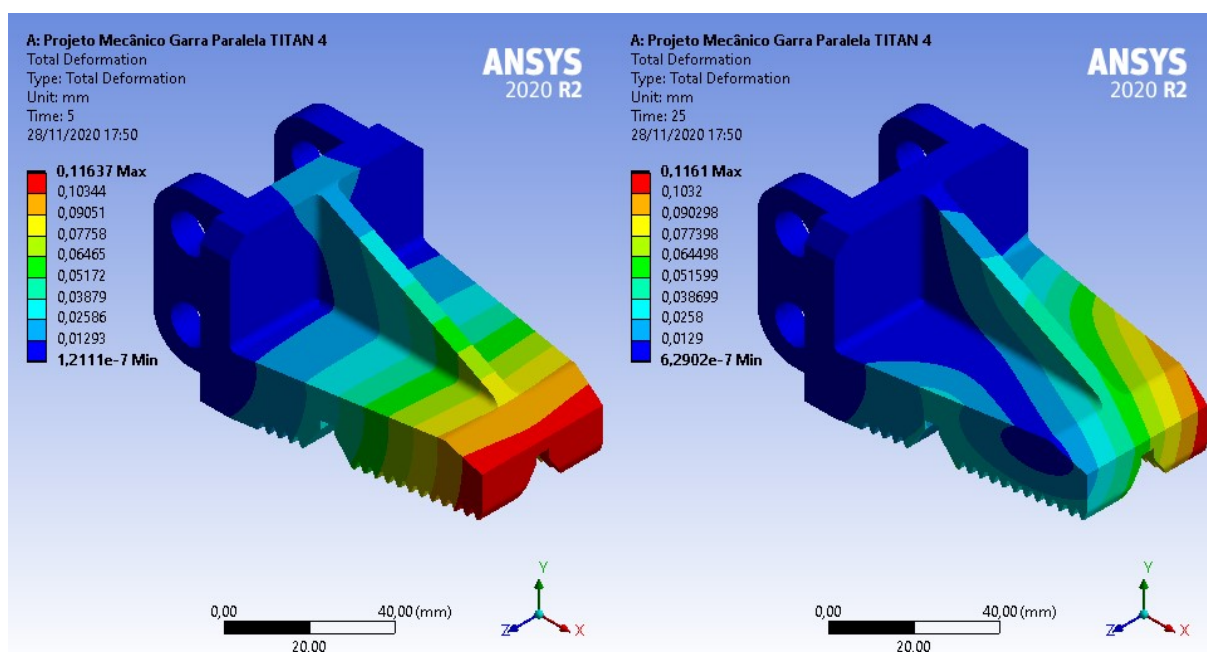 A: Projeto Mecânico Garra Paralela TITAN 4
Total Deformation
Type: Total Deformation
Unit: mm
Time: 5
28/11/2020 17:50
ANSYS
2020 R2
0,11637 Max
0,10344
0,09051
0,07758
0,06465
0,05172
0,03879
0,02586
0,01293
1,2111e-7 Min
0,00
40,00 (mm)
20,00
Y
Z
X
A: Projeto Mecânico Garra Paralela TITAN 4
Total Deformation
Type: Total Deformation
Unit: mm
Time: 25
28/11/2020 17:50
ANSYS
2020 R2
0,1161 Max
0,1032
0,090298
0,077398
0,064498
0,051599
0,038699
0,0258
0,0129
6,2902e-7 Min
0,00
40,00 (mm)
20,00
Y
Z
X